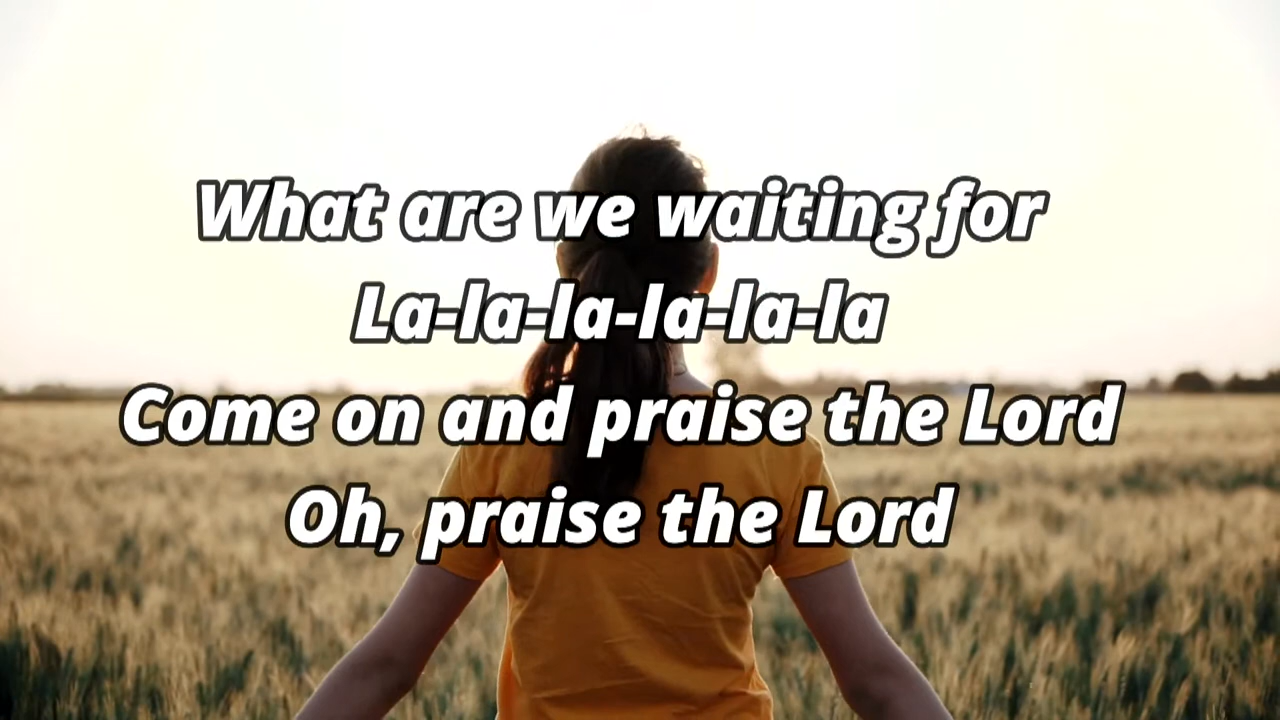 What are we waiting for
La-la-la-la-la-la
Come on and praise the Lord
Oh, praise the Lord